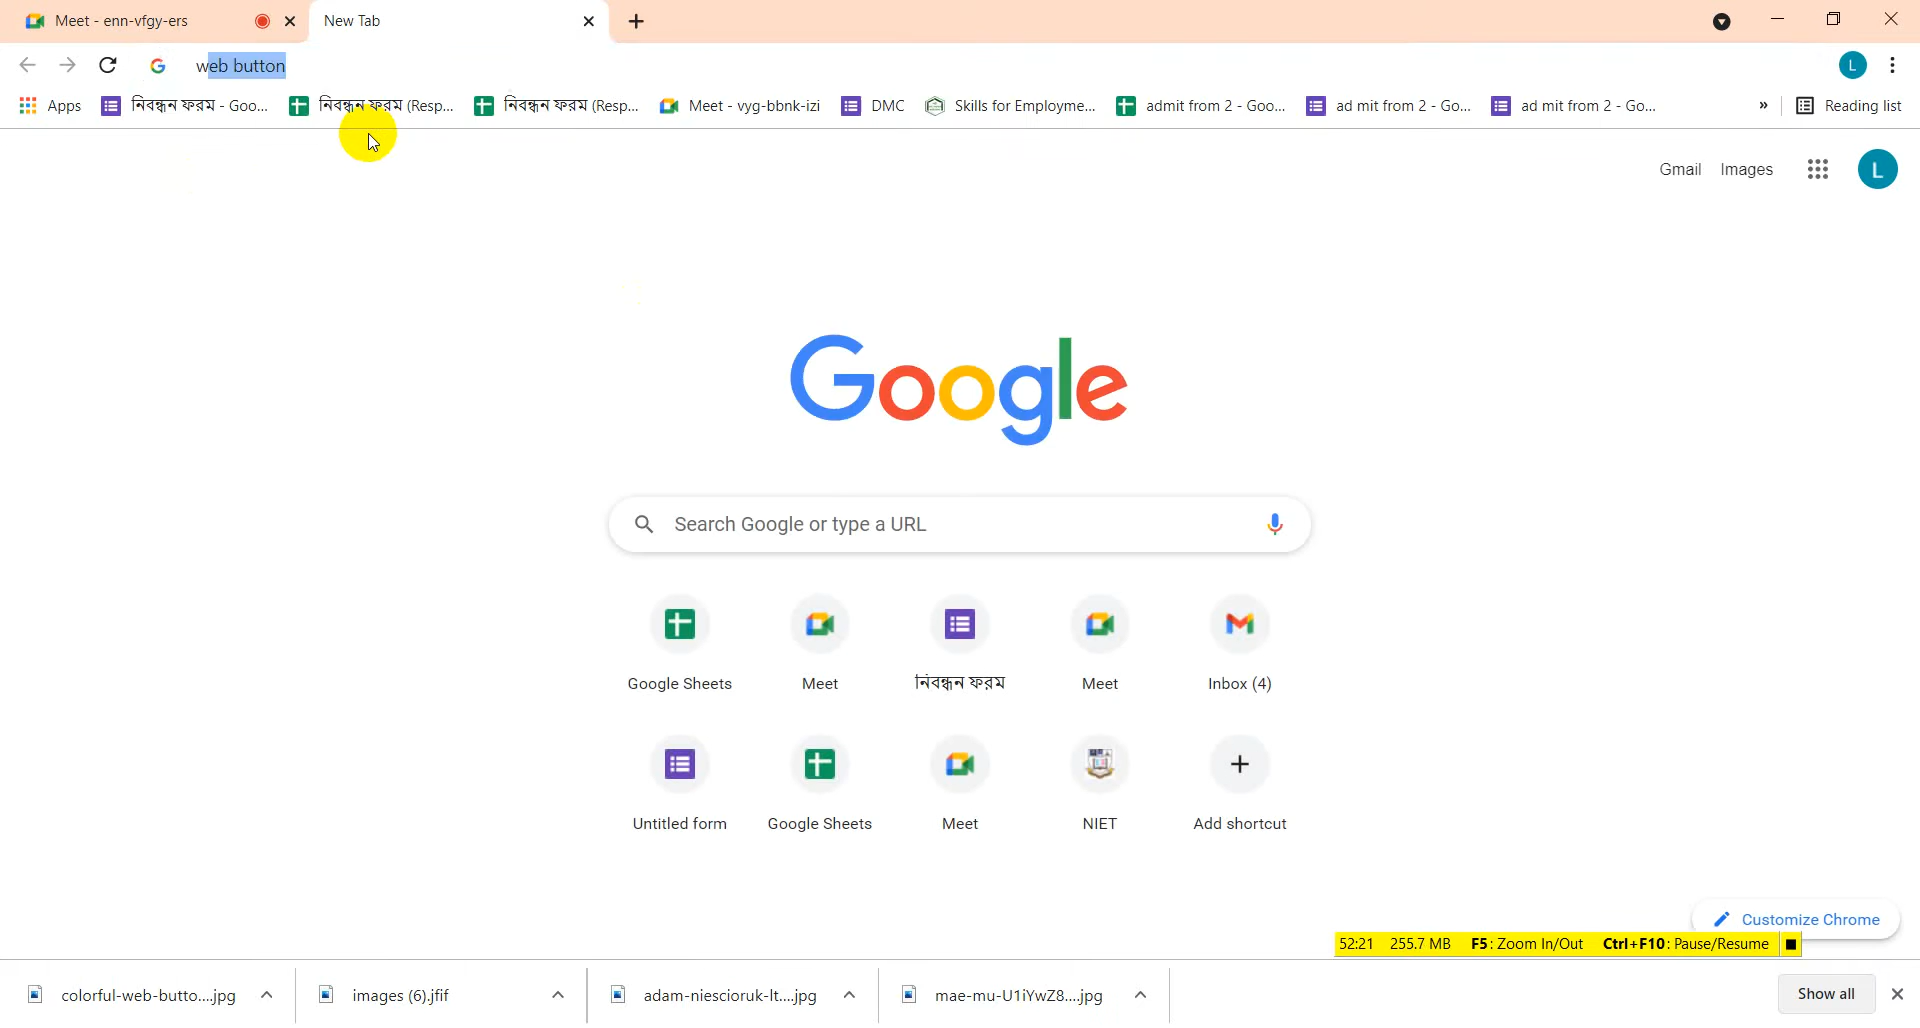 Meet - enn-vfgy-ers
New Tab
web button
L
Apps
নিবন্ধন ফরম - Goo...
নিবন্ধন ফরম (Resp...
নিবন্ধন ফরম (Resp...
Meet - vyg-bbnk-izi
DMC
Skills for Employme...
admit from 2 - Goo...
ad mit from 2 - Go...
ad mit from 2 - Go...
»
Reading list
Gmail
Images
L
Google
Search Google or type a URL
Google Sheets
Meet
নিবন্ধন ফরম
Meet
Inbox (4)
Untitled form
Google Sheets
Meet
NIET
Add shortcut
Customize Chrome
52:21 255.7 MB F5: Zoom In/Out Ctrl+F10: Pause/Resume
colorful-web-butto....jpg
images (6).jfif
adam-niescioruk-It....jpg
mae-mu-U1iYwZ8....jpg
Show all